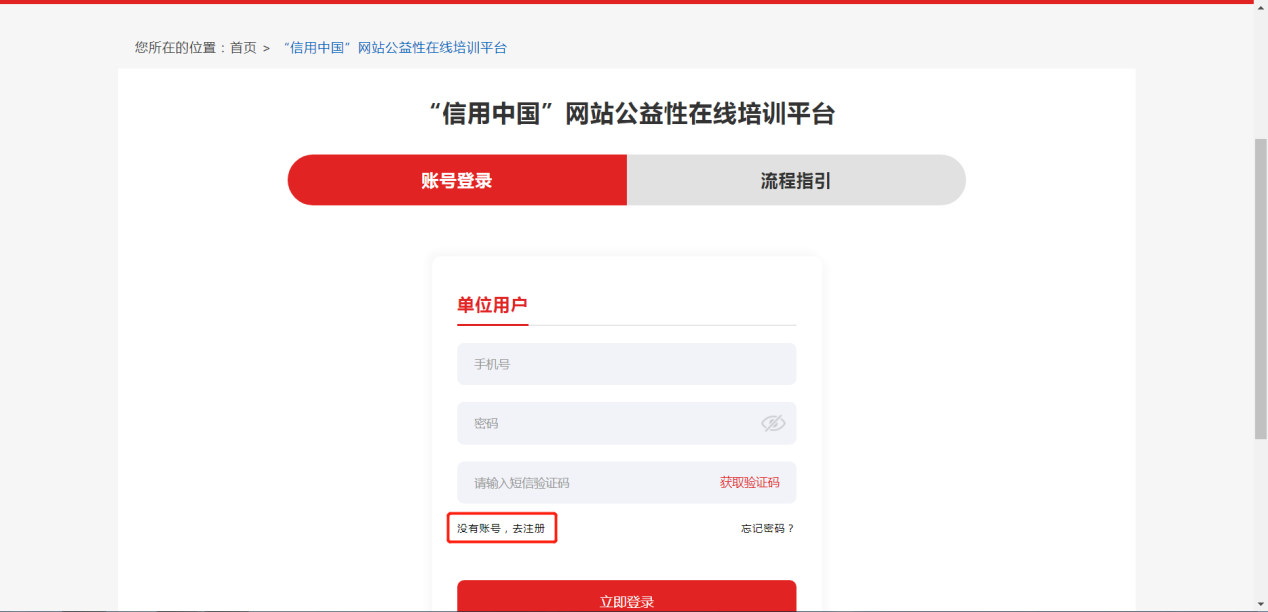 您所在的位置：首页 > “信用中国”网站公益性在线培训平台
“信用中国”网站公益性在线培训平台
账号登录 流程指引
单位用户
手机号
密码
请输入短信验证码 获取验证码
没有账号，去注册 忘记密码？
立即登录